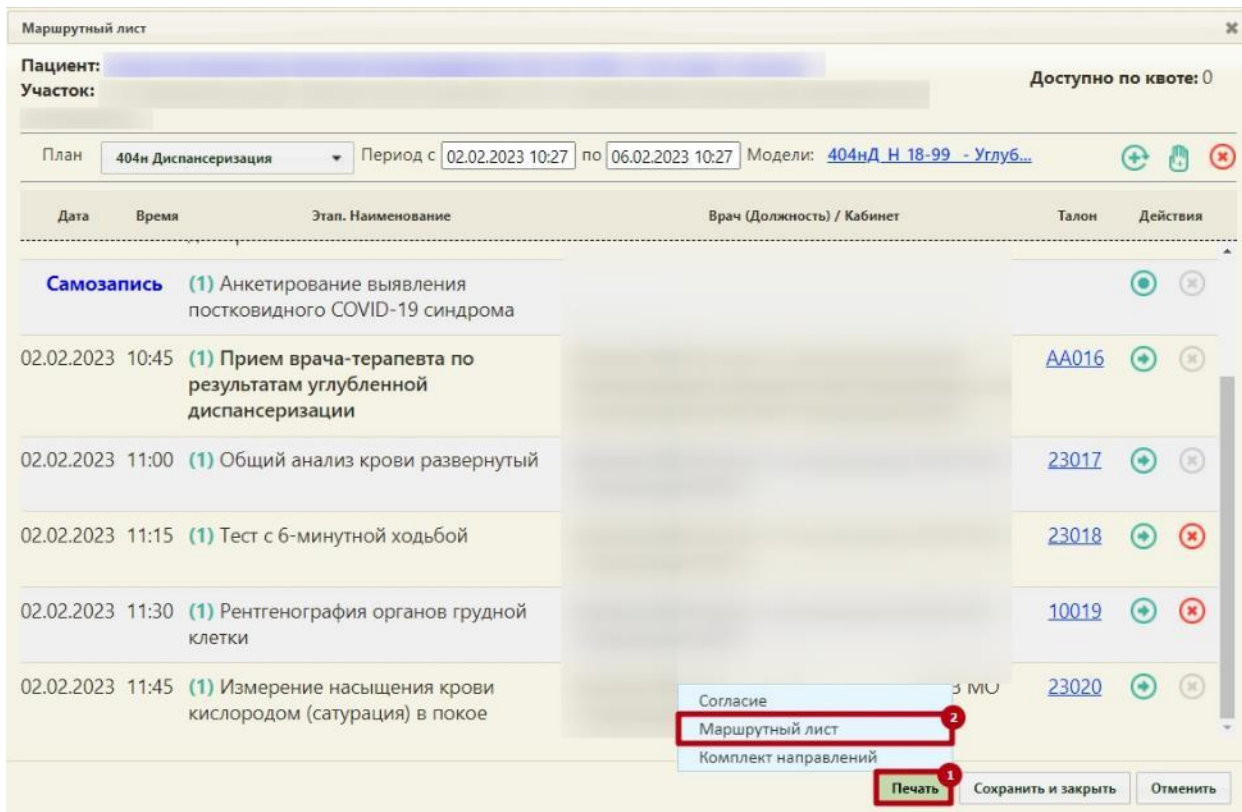 Маршрутный лист
Пациент:
Участок:
Доступно по квоте: 0
План 404н Диспансеризация Период с 02.02.2023 10:27 по 06.02.2023 10:27 Модели: 404нД_Н_18-99_- Углуб...
Дата Время Этап. Наименование Врач (Должность) / Кабинет Талон Действия
Самозапись (1) Анкетирование выявления
постковидного COVID-19 синдрома
02.02.2023 10:45 (1) Прием врача-терапевта по АА016
результатам углубленной
диспансеризации
02.02.2023 11:00 (1) Общий анализ крови развернутый 23017
02.02.2023 11:15 (1) Тест с 6-минутной ходьбой 23018
02.02.2023 11:30 (1) Рентгенография органов грудной 10019
клетки
02.02.2023 11:45 (1) Измерение насыщения крови МО 23020
кислородом (сатурация) в покое
Согласие
Маршрутный лист 2
Комплект направлений
Печать 1 Сохранить и закрыть Отменить